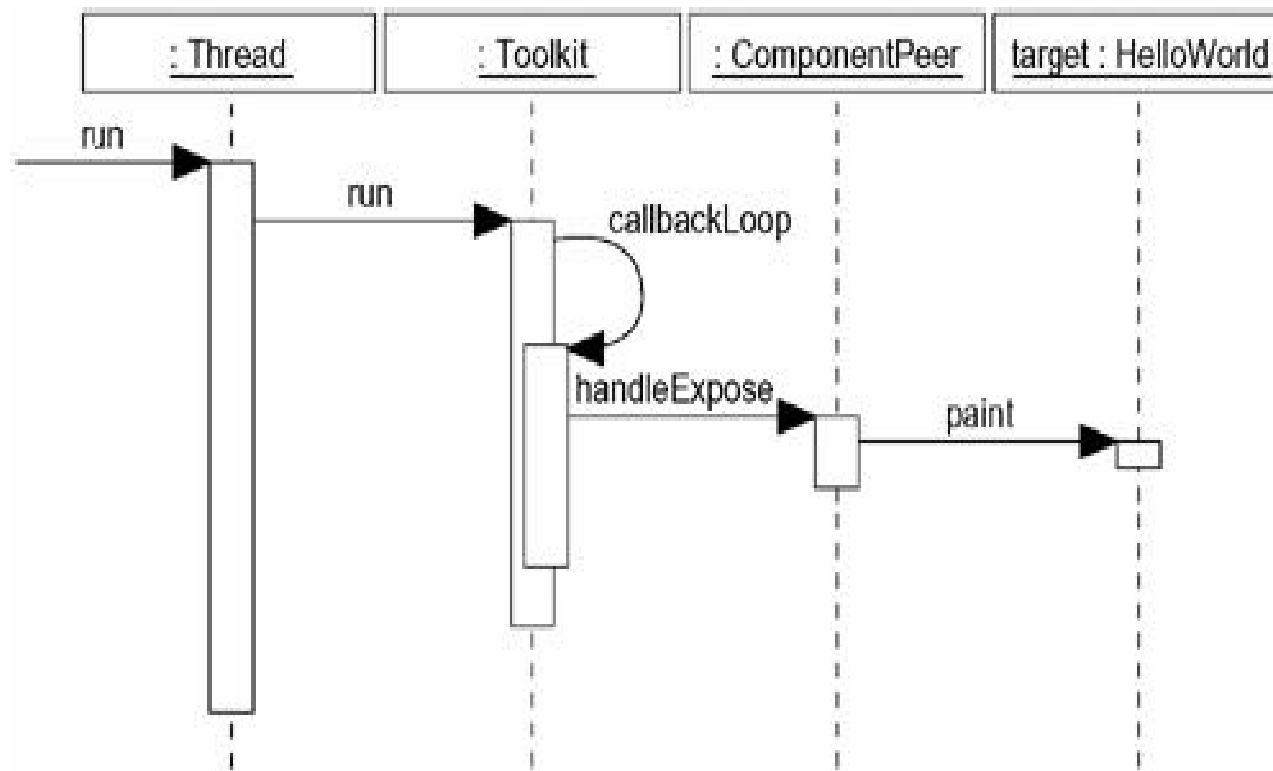 : Thread
: Toolkit
: ComponentPeer
target : HelloWorld
run
run
callbackLoop
handleExpose
paint